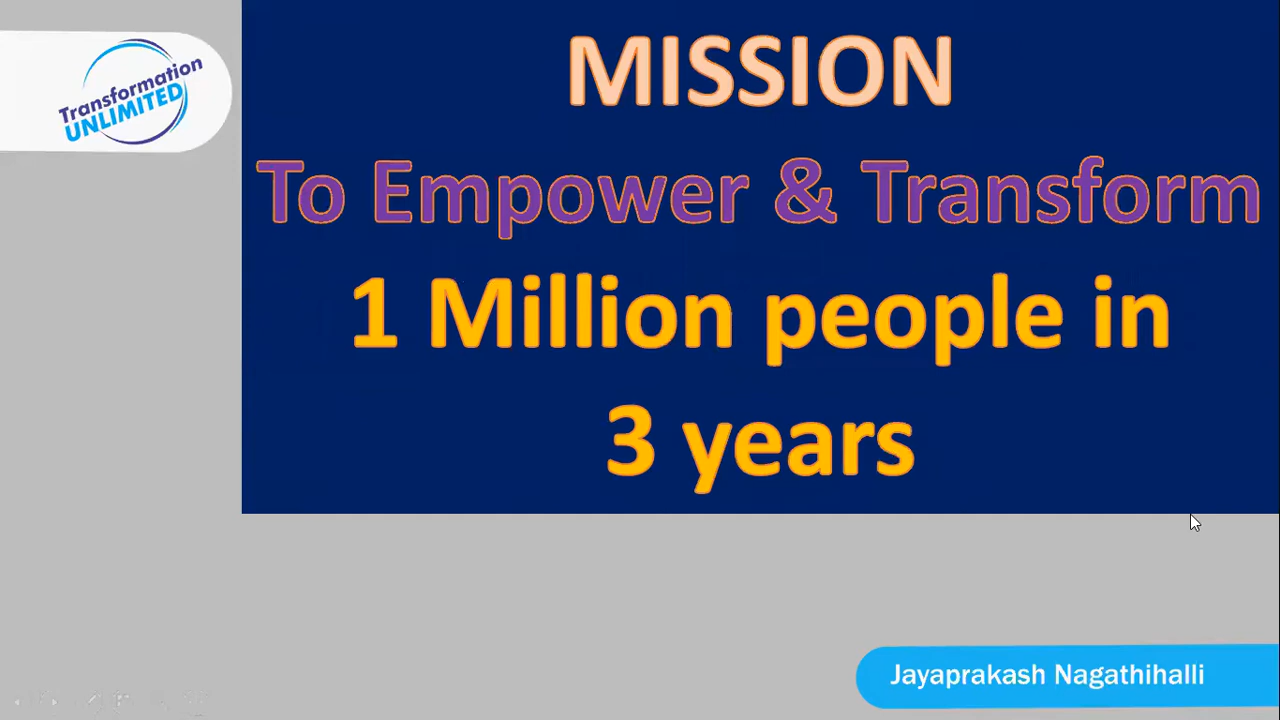 Transformation
UNLIMITED
MISSION
To Empower & Transform
1 Million people in
3 years
Jayaprakash Nagathihalli